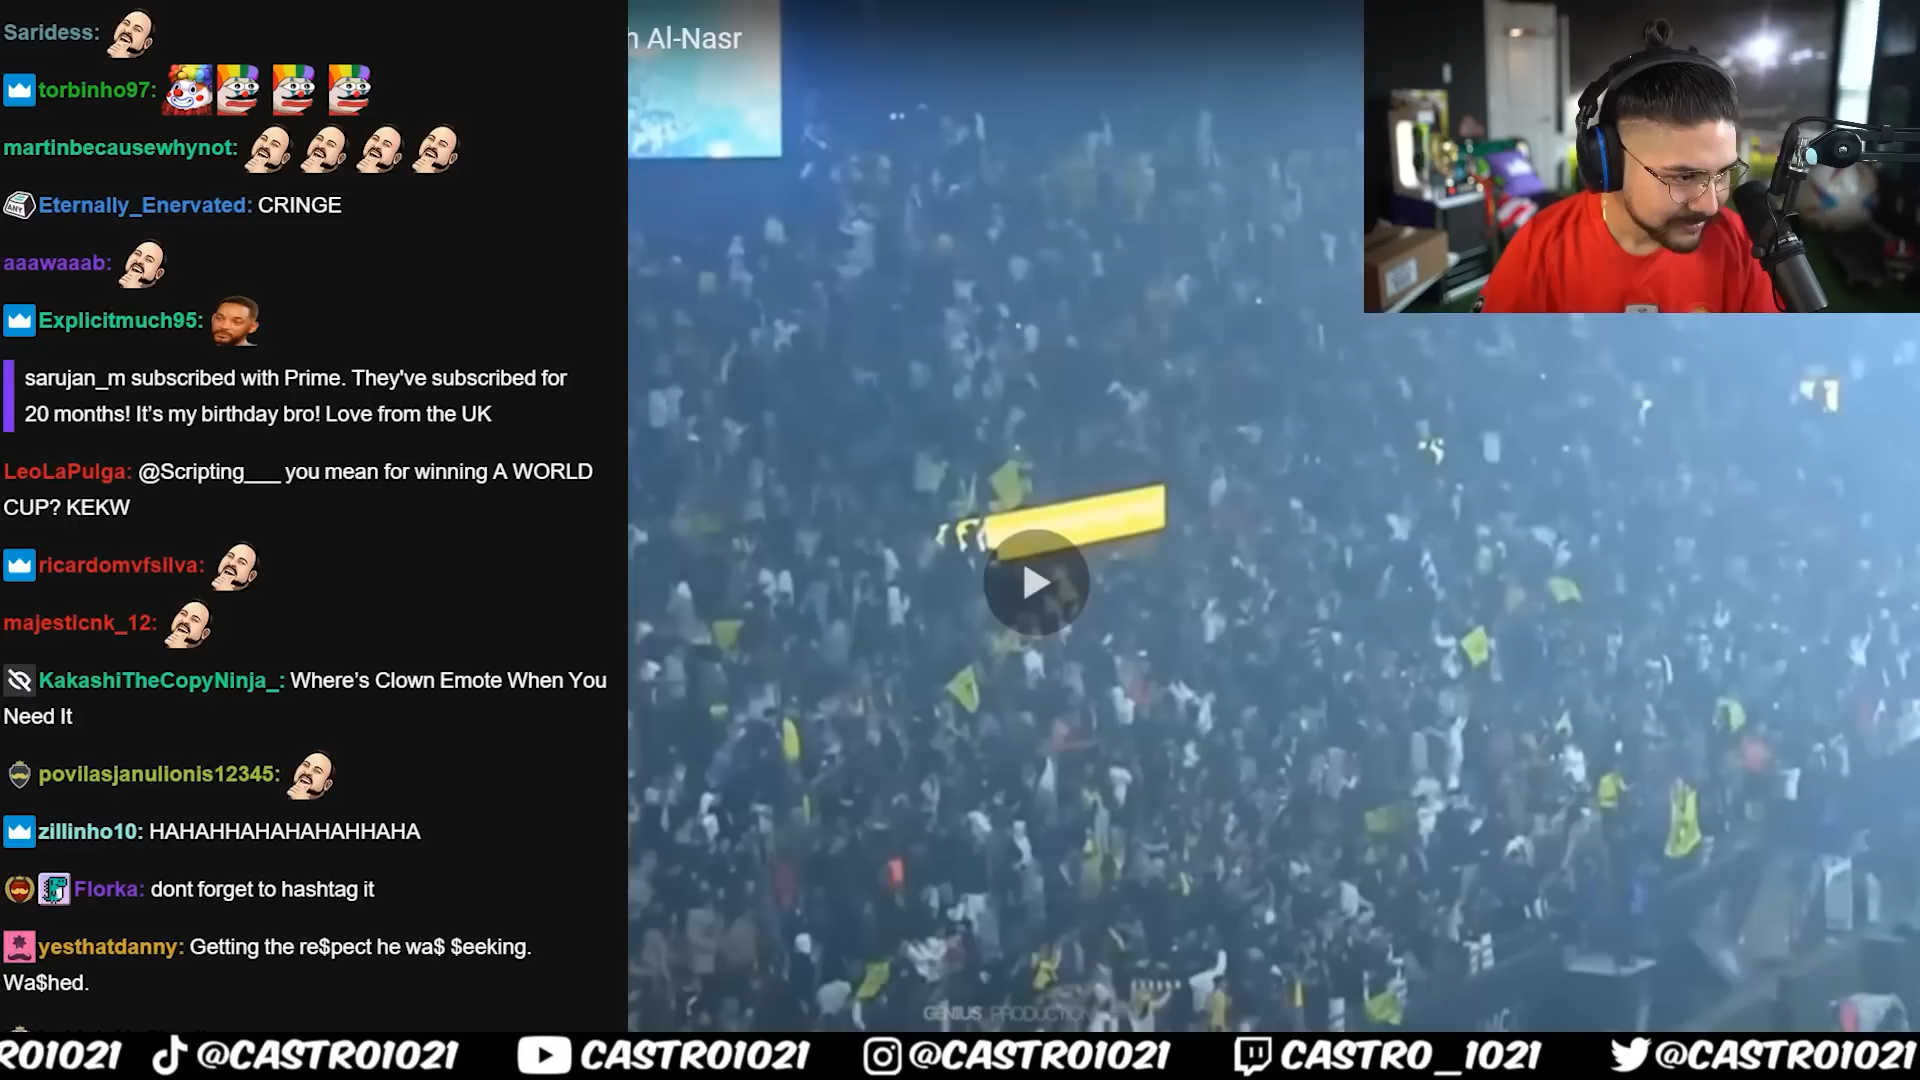 Saridess:
torbinho97:
martinbecausewhynot:
Eternally_Enervated: CRINGE
aaawaaab:
Explicitmuch95:
sarujan_m subscribed with Prime. They've subscribed for
20 months! It’s my birthday bro! Love from the UK
LeoLaPulga: @Scripting___ you mean for winning A WORLD
CUP? KEKW
ricardomvfsilva:
majesticnk_12:
KakashiTheCopyNinja_: Where’s Clown Emote When You
Need It
povilasjanulionis12345:
zillinho10: HAHAHHAHAHAHAHHAHA
Florka: dont forget to hashtag it
yesthatdanny: Getting the re$pect he wa$ $eeking.
Wa$hed.
h Al-Nasr
GENIUS PRODUCTION
RO1021 @CASTRO1021 CASTRO1021 @CASTRO1021 CASTRO_1021 @CASTRO1021